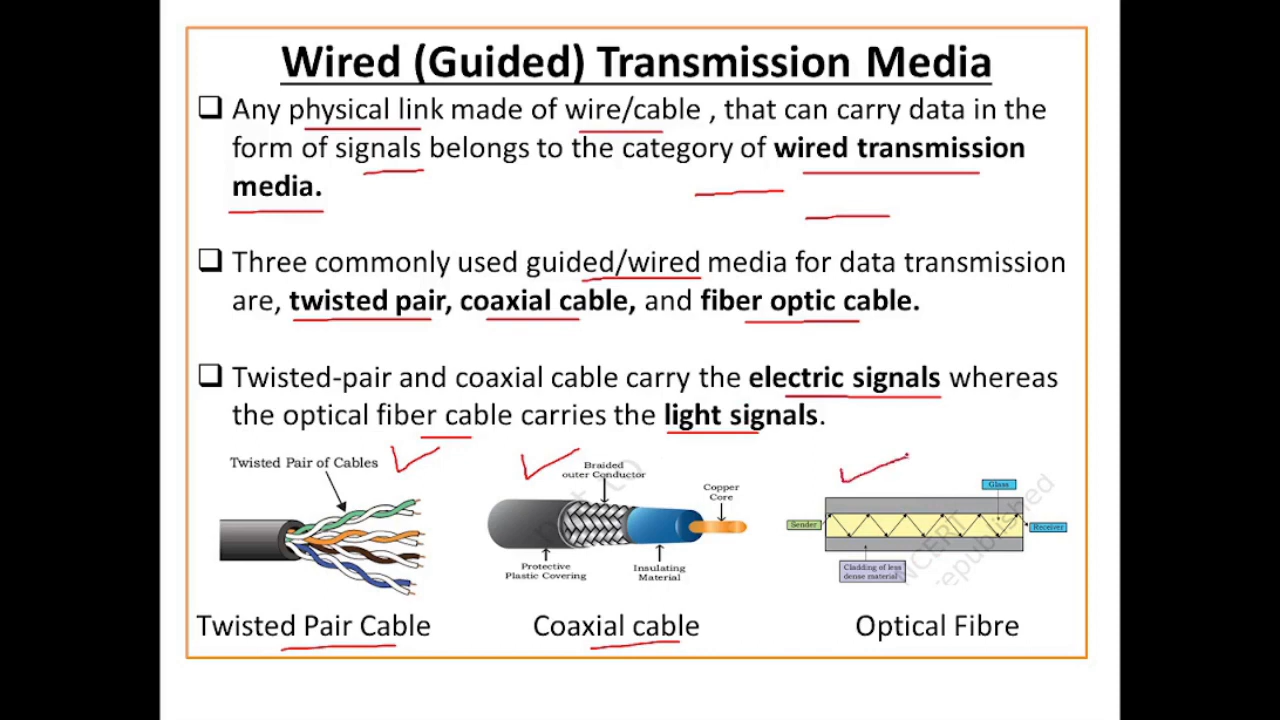 Wired (Guided) Transmission Media
Any physical link made of wire/cable , that can carry data in the
form of signals belongs to the category of wired transmission
media.
Three commonly used guided/wired media for data transmission
are, twisted pair, coaxial cable, and fiber optic cable.
Twisted-pair and coaxial cable carry the electric signals whereas
the optical fiber cable carries the light signals.
Twisted Pair of Cables
Braided
outer Conductor
Copper
Core
Protective
Plastic Covering
Insulating
Material
Glass
Sender
Receiver
Cladding of less
dense material
NCERT
republished
Twisted Pair Cable
Coaxial cable
Optical Fibre